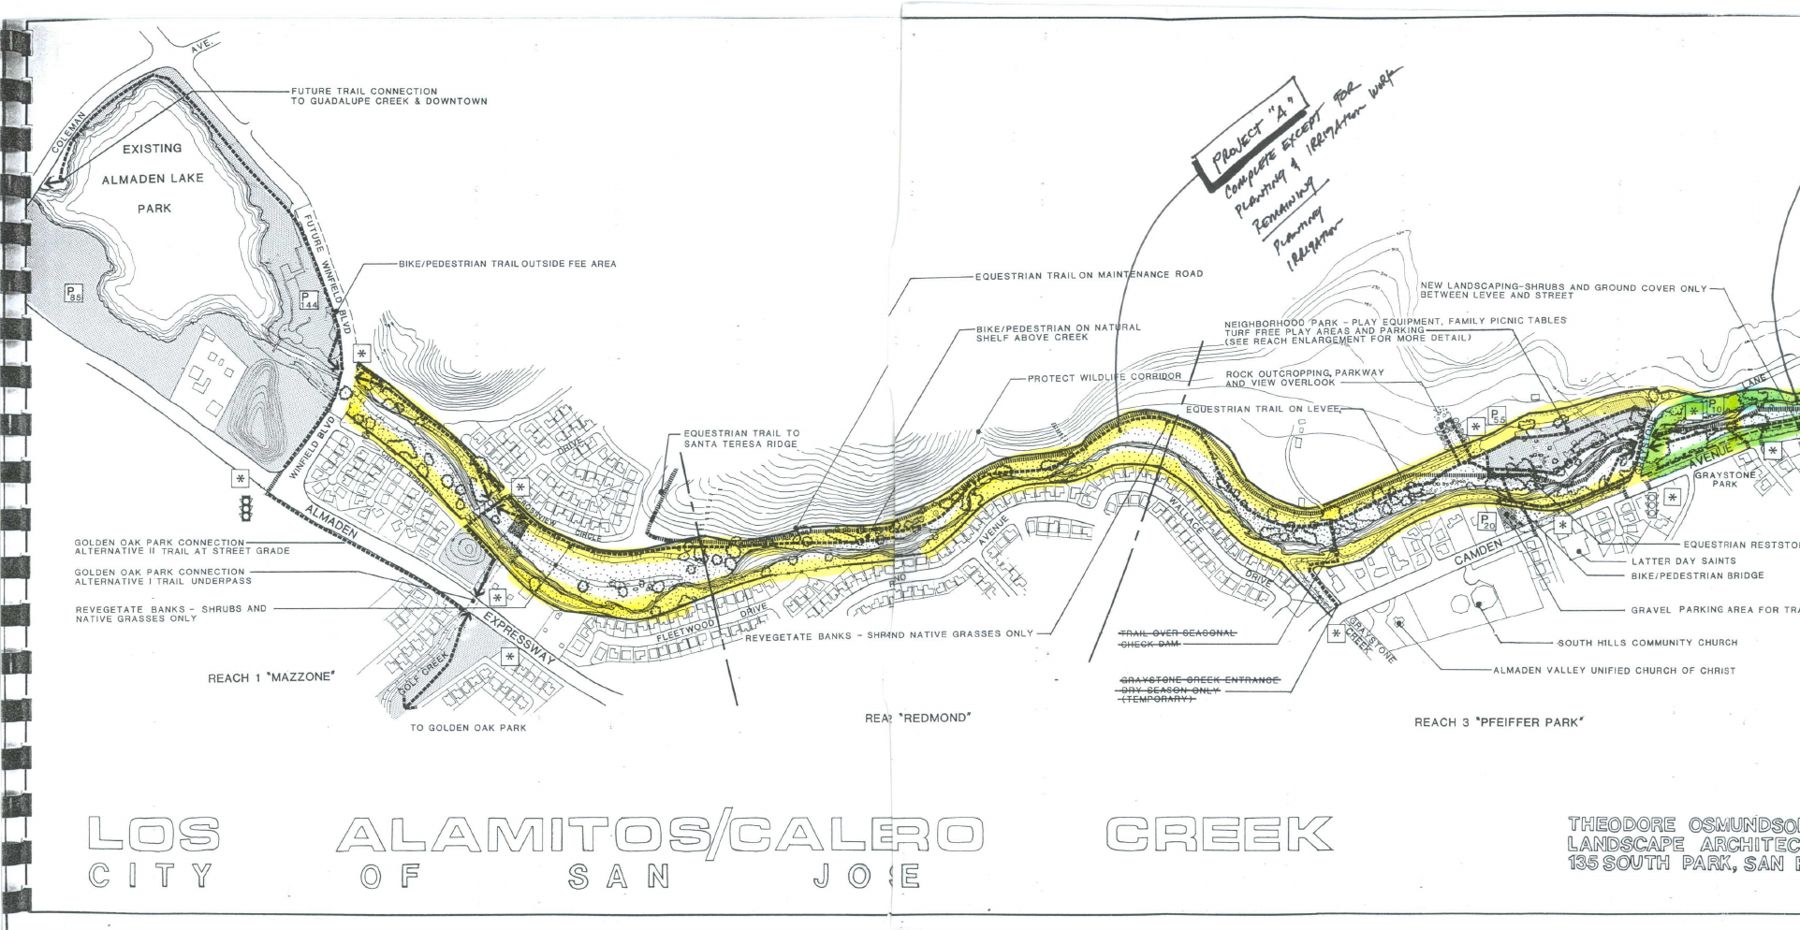 AVE.
COLEMAN
FUTURE TRAIL CONNECTION
TO GUADALUPE CREEK & DOWNTOWN
EXISTING
ALMADEN LAKE
PARK
P
85
P
144
FUTURE WINFIELD BLVD
BIKE/PEDESTRIAN TRAIL OUTSIDE FEE AREA
PROJECT "A"
COMPLETE EXCEPT FOR
PLANTING & IRRIGATION WORK
REMAINING
PLANTING
IRRIGATION
EQUESTRIAN TRAIL ON MAINTENANCE ROAD
BIKE/PEDESTRIAN ON NATURAL
SHELF ABOVE CREEK
PROTECT WILDLIFE CORRIDOR
NEW LANDSCAPING-SHRUBS AND GROUND COVER ONLY
BETWEEN LEVEE AND STREET
NEIGHBORHOOD PARK - PLAY EQUIPMENT, FAMILY PICNIC TABLES
TURF FREE PLAY AREAS AND PARKING
(SEE REACH ENLARGEMENT FOR MORE DETAIL)
ROCK OUTCROPPING, PARKWAY
AND VIEW OVERLOOK
EQUESTRIAN TRAIL ON LEVEE
LANE
P
55
AVENUE
GRAYSTONE
PARK
EQUESTRIAN TRAIL TO
SANTA TERESA RIDGE
WINFIELD BLVD
DRIVE
CIRCLE
ALMADEN
EXPRESSWAY
GOLDEN OAK PARK CONNECTION
ALTERNATIVE II TRAIL AT STREET GRADE
GOLDEN OAK PARK CONNECTION
ALTERNATIVE I TRAIL UNDERPASS
REVEGETATE BANKS - SHRUBS AND
NATIVE GRASSES ONLY
GOLF CREEK
FLEETWOOD DRIVE
AVENUE
WALLACE
DRIVE
REVEGETATE BANKS - SHR AND NATIVE GRASSES ONLY
TRAIL OVER SEASONAL
CHECK DAM
GRAYSTONE CREEK ENTRANCE
DRY SEASON ONLY
(TEMPORARY)
GRAYSTONE
CREEK
P
20
CAMDEN
EQUESTRIAN RESTSTO
LATTER DAY SAINTS
BIKE/PEDESTRIAN BRIDGE
GRAVEL PARKING AREA FOR TRA
SOUTH HILLS COMMUNITY CHURCH
ALMADEN VALLEY UNIFIED CHURCH OF CHRIST
REACH 1 "MAZZONE"
TO GOLDEN OAK PARK
REA 2 "REDMOND"
REACH 3 "PFEIFFER PARK"
LOS ALAMITOS/CALERO CREEK
CITY OF SAN JOSE
THEODORE OSMUNDSO
LANDSCAPE ARCHITEC
135 SOUTH PARK, SAN